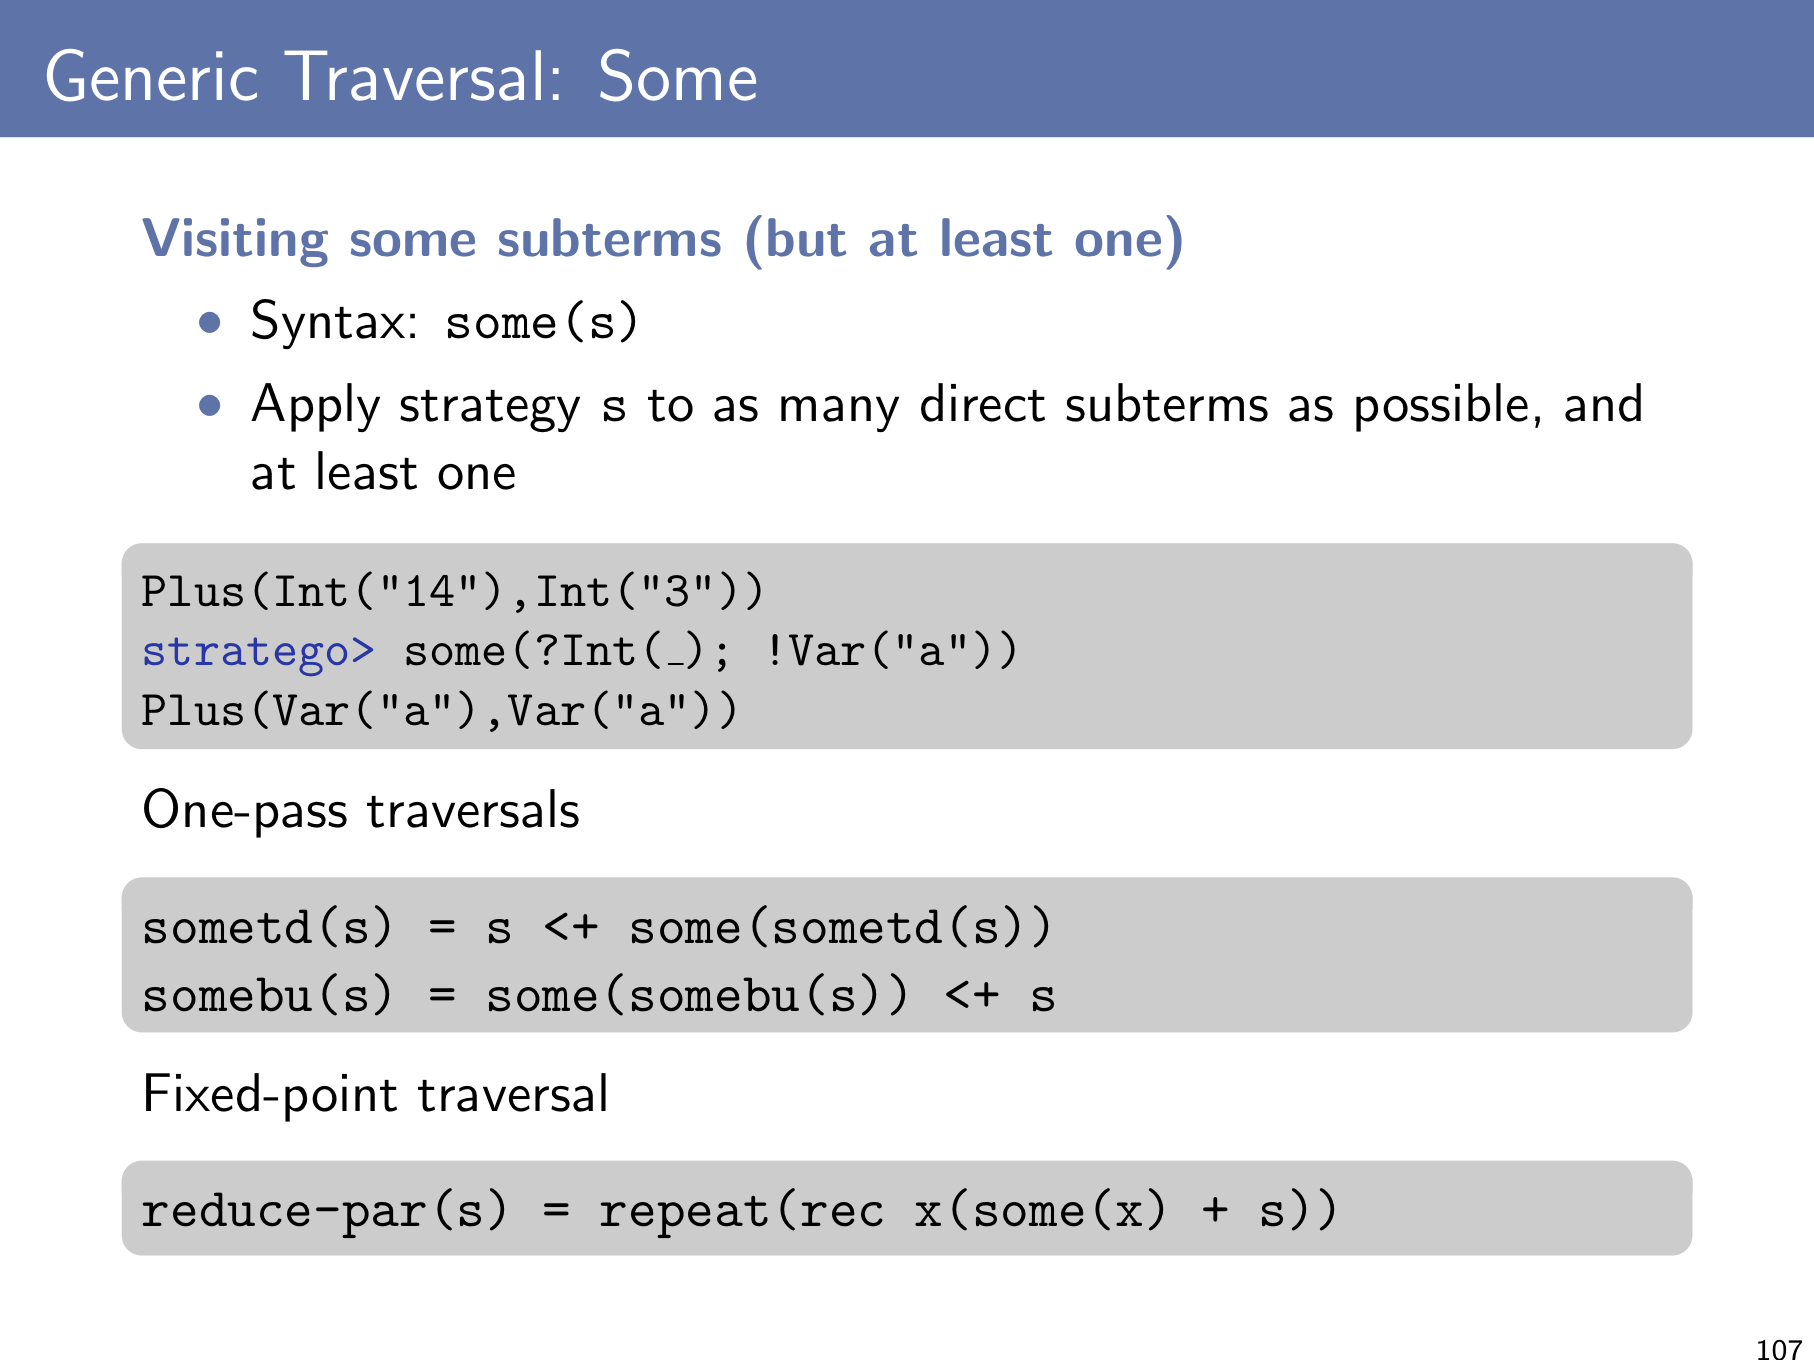 Generic Traversal: Some
Visiting some subterms (but at least one)
• Syntax: some(s)
• Apply strategy s to as many direct subterms as possible, and
at least one
Plus(Int("14"),Int("3"))
stratego> some(?Int(_); !Var("a"))
Plus(Var("a"),Var("a"))
One-pass traversals
sometd(s) = s <+ some(sometd(s))
somebu(s) = some(somebu(s)) <+ s
Fixed-point traversal
reduce-par(s) = repeat(rec x(some(x) + s))
107